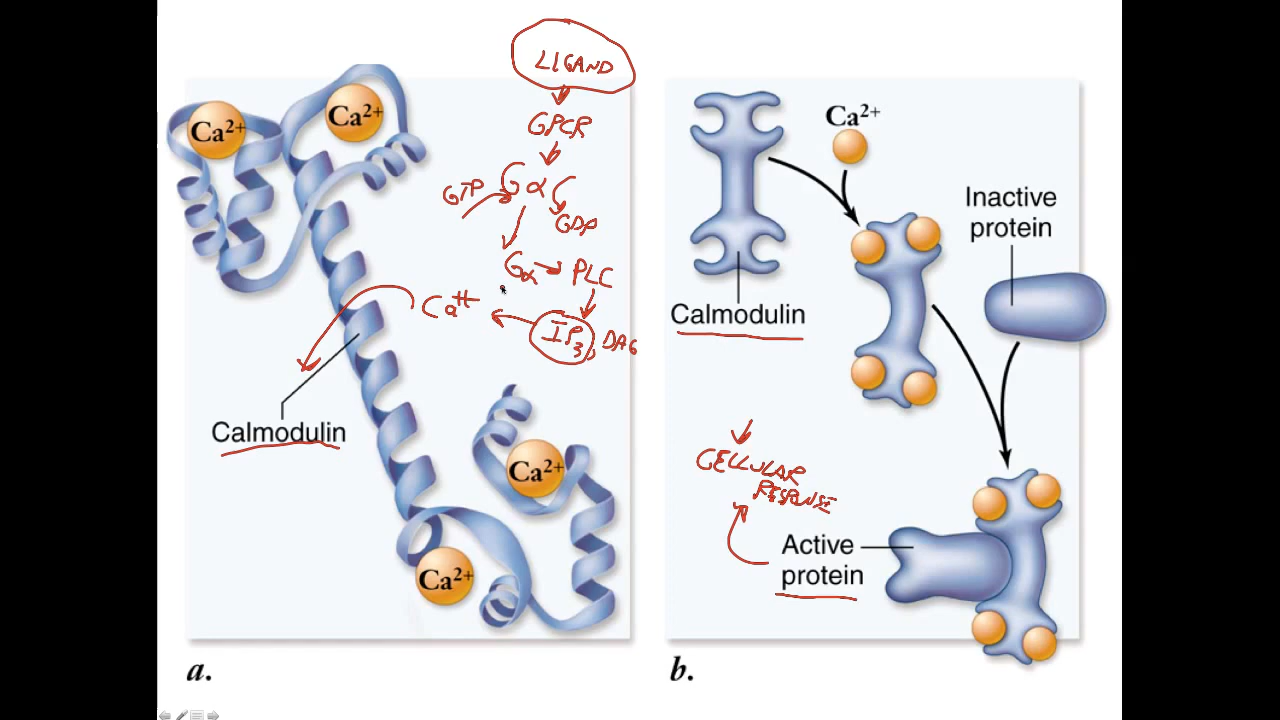 LIGAND
GPCR
GTP Gα
GDP
Gα → PLC
Ca++ IP3, DAG
Ca2+
Ca2+
Calmodulin
Ca2+
Ca2+
a.
Ca2+
Calmodulin
Inactive
protein
CELLULAR
RESPONSE
Active
protein
b.